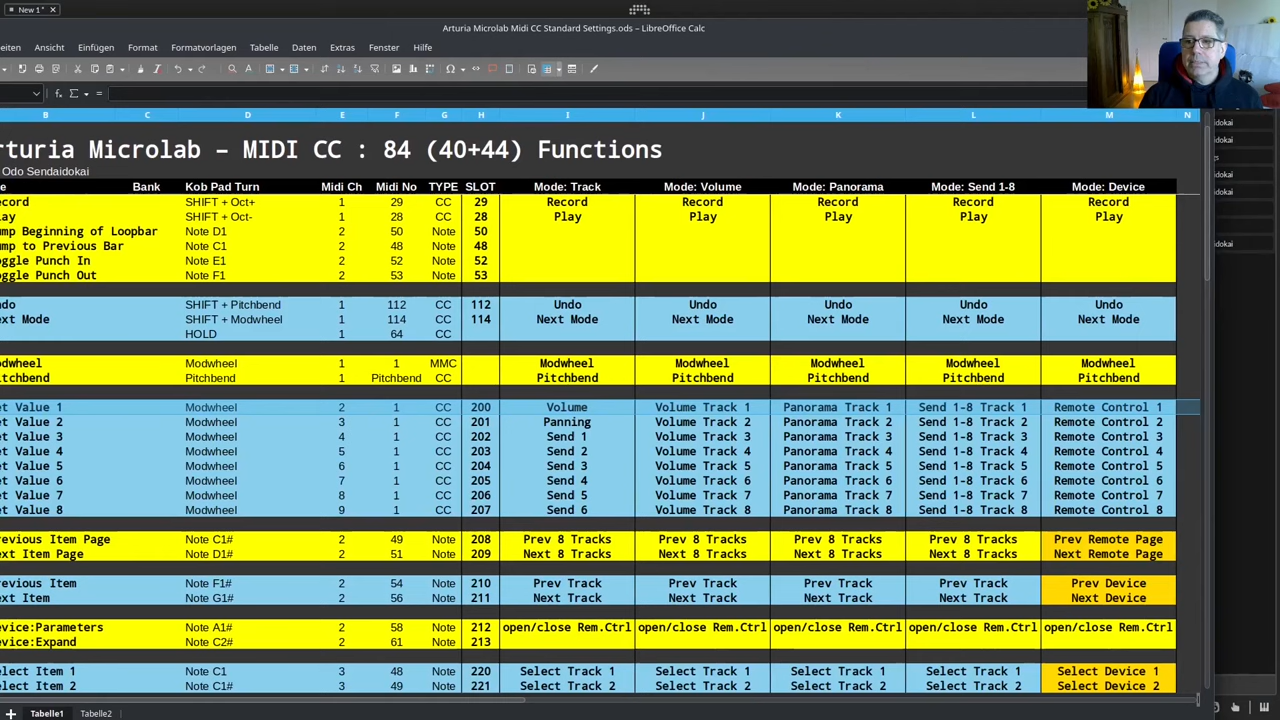 New 1*
Arturia Microlab Midi CC Standard Settings.ods – LibreOffice Calc
eiten Ansicht Einfügen Format Formatvorlagen Tabelle Daten Extras Fenster Hilfe
B C D E F G H I J K L M N
rturia Microlab – MIDI CC : 84 (40+44) Functions
Odo Sendaidokai
e Bank Kob Pad Turn Midi Ch Midi No TYPE SLOT Mode: Track Mode: Volume Mode: Panorama Mode: Send 1-8 Mode: Device
ecord SHIFT + Oct+ 1 29 CC 29 Record Record Record Record Record
lay SHIFT + Oct- 1 28 CC 28 Play Play Play Play Play
ump Beginning of Loopbar Note D1 2 50 Note 50
ump to Previous Bar Note C1 2 48 Note 48
oggle Punch In Note E1 2 52 Note 52
oggle Punch Out Note F1 2 53 Note 53
ndo SHIFT + Pitchbend 1 112 CC 112 Undo Undo Undo Undo Undo
ext Mode SHIFT + Modwheel 1 114 CC 114 Next Mode Next Mode Next Mode Next Mode Next Mode
HOLD 1 64 CC
odwheel Modwheel 1 1 MMC Modwheel Modwheel Modwheel Modwheel Modwheel
itchbend Pitchbend 1 Pitchbend CC Pitchbend Pitchbend Pitchbend Pitchbend Pitchbend
et Value 1 Modwheel 2 1 CC 200 Volume Volume Track 1 Panorama Track 1 Send 1-8 Track 1 Remote Control 1
et Value 2 Modwheel 3 1 CC 201 Panning Volume Track 2 Panorama Track 2 Send 1-8 Track 2 Remote Control 2
et Value 3 Modwheel 4 1 CC 202 Send 1 Volume Track 3 Panorama Track 3 Send 1-8 Track 3 Remote Control 3
et Value 4 Modwheel 5 1 CC 203 Send 2 Volume Track 4 Panorama Track 4 Send 1-8 Track 4 Remote Control 4
et Value 5 Modwheel 6 1 CC 204 Send 3 Volume Track 5 Panorama Track 5 Send 1-8 Track 5 Remote Control 5
et Value 6 Modwheel 7 1 CC 205 Send 4 Volume Track 6 Panorama Track 6 Send 1-8 Track 6 Remote Control 6
et Value 7 Modwheel 8 1 CC 206 Send 5 Volume Track 7 Panorama Track 7 Send 1-8 Track 7 Remote Control 7
et Value 8 Modwheel 9 1 CC 207 Send 6 Volume Track 8 Panorama Track 8 Send 1-8 Track 8 Remote Control 8
revious Item Page Note C1# 2 49 Note 208 Prev 8 Tracks Prev 8 Tracks Prev 8 Tracks Prev 8 Tracks Prev Remote Page
ext Item Page Note D1# 2 51 Note 209 Next 8 Tracks Next 8 Tracks Next 8 Tracks Next 8 Tracks Next Remote Page
revious Item Note F1# 2 54 Note 210 Prev Track Prev Track Prev Track Prev Track Prev Device
ext Item Note G1# 2 56 Note 211 Next Track Next Track Next Track Next Track Next Device
evice:Parameters Note A1# 2 58 Note 212 open/close Rem.Ctrl open/close Rem.Ctrl open/close Rem.Ctrl open/close Rem.Ctrl open/close Rem.Ctrl
evice:Expand Note C2# 2 61 Note 213
elect Item 1 Note C1 3 48 Note 220 Select Track 1 Select Track 1 Select Track 1 Select Track 1 Select Device 1
elect Item 2 Note C1# 3 49 Note 221 Select Track 2 Select Track 2 Select Track 2 Select Track 2 Select Device 2
Tabelle1 Tabelle2
idokai
idokai
gs
idokai
idokai
idokai